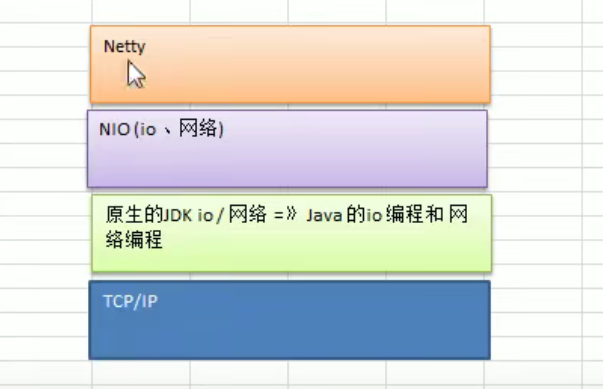 Netty
NIO (io 、网络)
原生的JDK io / 网络 =》 Java 的io 编程和 网
络编程
TCP/IP